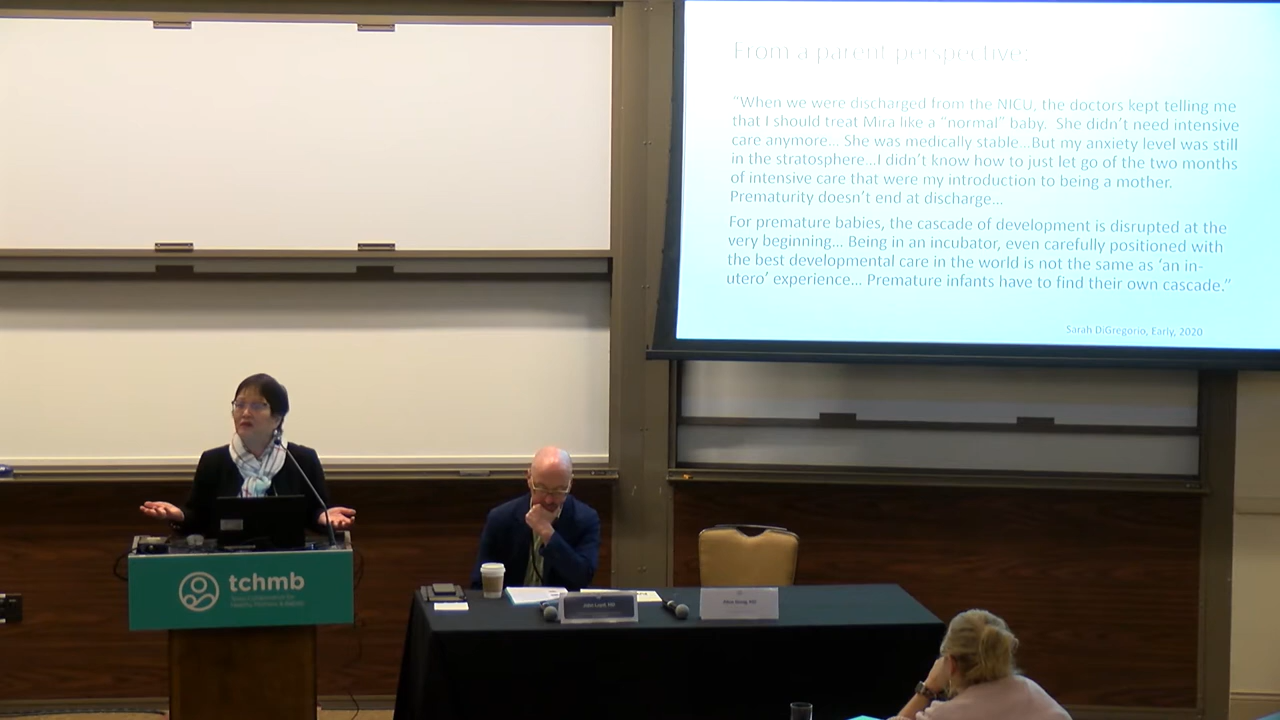 From a parent perspective:
"When we were discharged from the NICU, the doctors kept telling me
that I should treat Mira like a "normal" baby. She didn't need intensive
care anymore... She was medically stable...But my anxiety level was still
in the stratosphere...I didn't know how to just let go of the two months
of intensive care that were my introduction to being a mother.
Prematurity doesn't end at discharge...
For premature babies, the cascade of development is disrupted at the
very beginning... Being in an incubator, even carefully positioned with
the best developmental care in the world is not the same as 'an in-
utero' experience... Premature infants have to find their own cascade."
Sarah DiGregorio, Early, 2020
tchmb